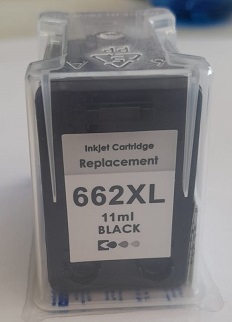 Inkjet Cartridge
Replacement
662XL
11ml
BLACK